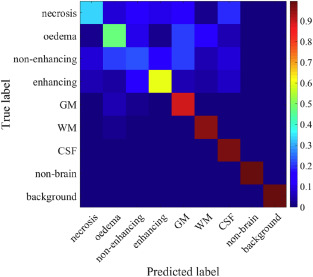 True label
necrosis
oedema
non-enhancing
enhancing
GM
WM
CSF
non-brain
background
necrosis
oedema
non-enhancing
enhancing
GM
WM
CSF
non-brain
background
Predicted label
0.9
0.8
0.7
0.6
0.5
0.4
0.3
0.2
0.1
0